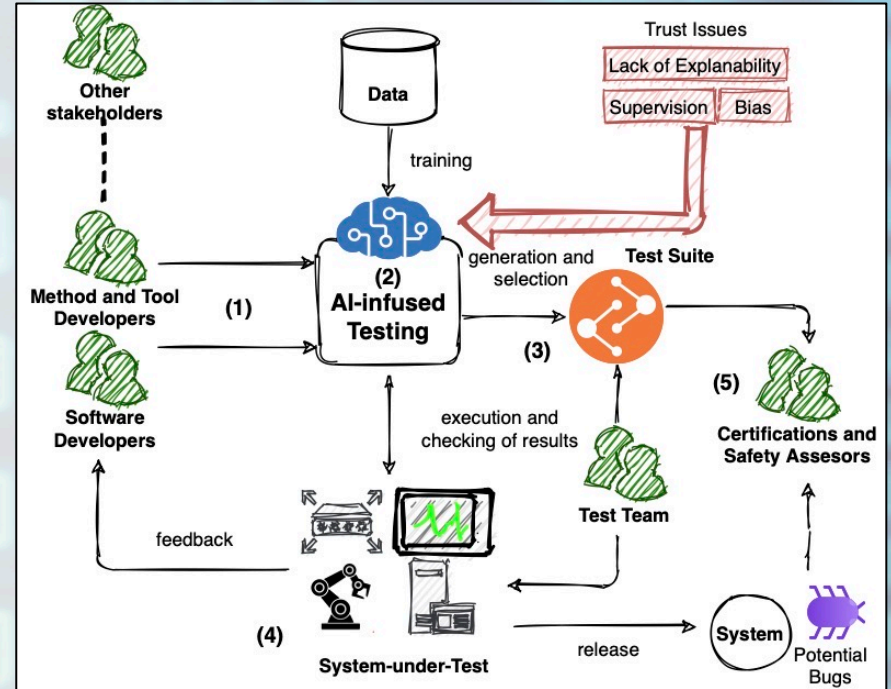 Trust Issues
Lack of Explanability
Supervision
Bias
Other
stakeholders
Data
training
generation and
selection
Test Suite
(2)
AI-infused
Testing
Method and Tool
Developers
(1)
(3)
Software
Developers
(5)
Certifications and
Safety Assesors
execution and
checking of results
Test Team
feedback
(4)
System-under-Test
release
System
Potential
Bugs